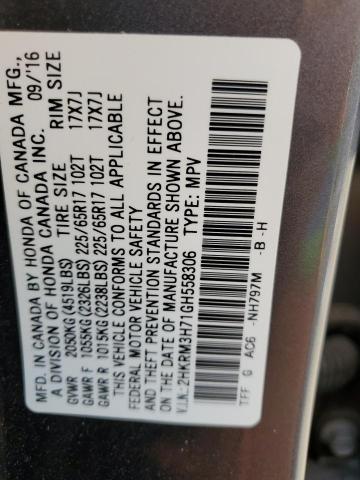 MFD. IN CANADA BY HONDA OF CANADA MFG.,
A DIVISION OF HONDA CANADA INC. 09/16
TIRE SIZE RIM SIZE
GVWR 2050KG(4519LBS)
GAWR F 1055KG(2326LBS) 225/65R17 102T 17X7J
GAWR R 1015KG(2238LBS) 225/65R17 102T 17X7J
THIS VEHICLE CONFORMS TO ALL APPLICABLE
FEDERAL MOTOR VEHICLE SAFETY
AND THEFT PREVENTION STANDARDS IN EFFECT
ON THE DATE OF MANUFACTURE SHOWN ABOVE.
V.I.N.:2HKRM3H71GH558306 TYPE: MPV
TFF G AC6 -NH797M -B -H